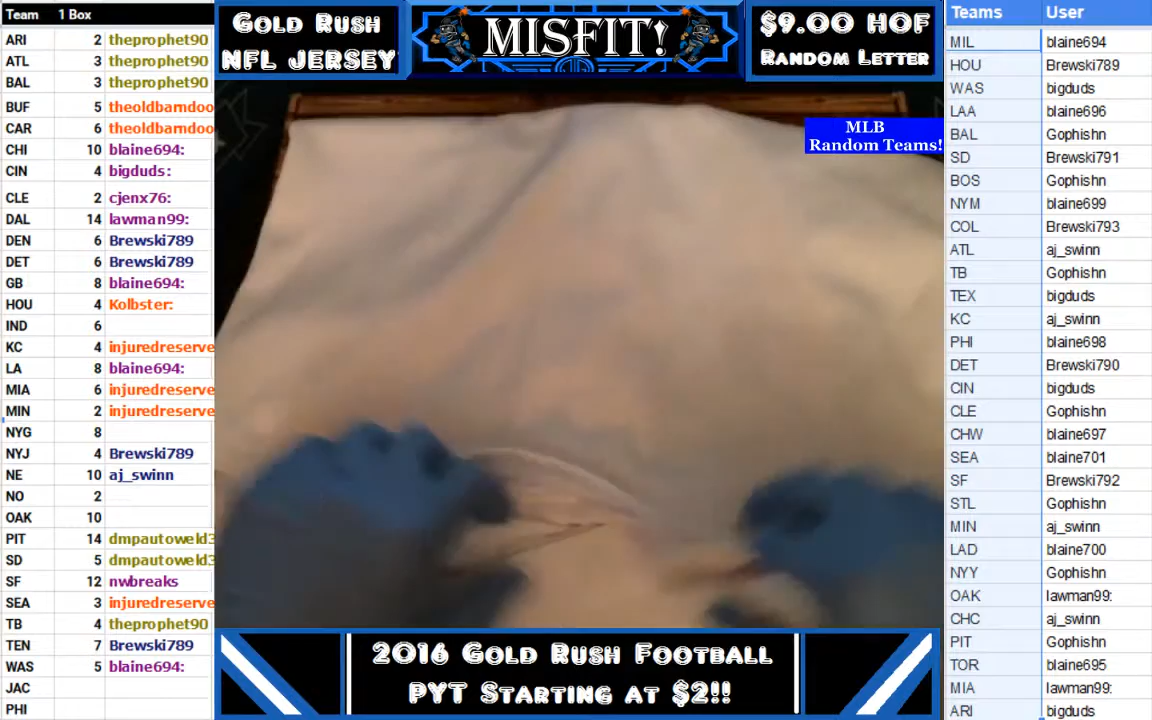 Team 1 Box
ARI 2 theprophet90
ATL 3 theprophet90
BAL 3 theprophet90
BUF 5 theoldbarndoo
CAR 6 theoldbarndoo
CHI 10 blaine694:
CIN 4 bigduds:
CLE 2 cjenx76:
DAL 14 lawman99:
DEN 6 Brewski789
DET 6 Brewski789
GB 8 blaine694:
HOU 4 Kolbster:
IND 6
KC 4 injuredreserve
LA 8 blaine694:
MIA 6 injuredreserve
MIN 2 injuredreserve
NYG 8
NYJ 4 Brewski789
NE 10 aj_swinn
NO 2
OAK 10
PIT 14 dmpautoweld3
SD 5 dmpautoweld3
SF 12 nwbreaks
SEA 3 injuredreserve
TB 4 theprophet90
TEN 7 Brewski789
WAS 5 blaine694:
JAC
PHI
Gold Rush
NFL Jersey
MISFIT!
$9.00 HOF
Random Letter
MLB
Random Teams!
2016 Gold Rush Football
PYT Starting at $2!!
Teams User
MIL blaine694
HOU Brewski789
WAS bigduds
LAA blaine696
BAL Gophishn
SD Brewski791
BOS Gophishn
NYM blaine699
COL Brewski793
ATL aj_swinn
TB Gophishn
TEX bigduds
KC aj_swinn
PHI blaine698
DET Brewski790
CIN bigduds
CLE Gophishn
CHW blaine697
SEA blaine701
SF Brewski792
STL Gophishn
MIN aj_swinn
LAD blaine700
NYY Gophishn
OAK lawman99:
CHC aj_swinn
PIT Gophishn
TOR blaine695
MIA lawman99:
ARI bigduds